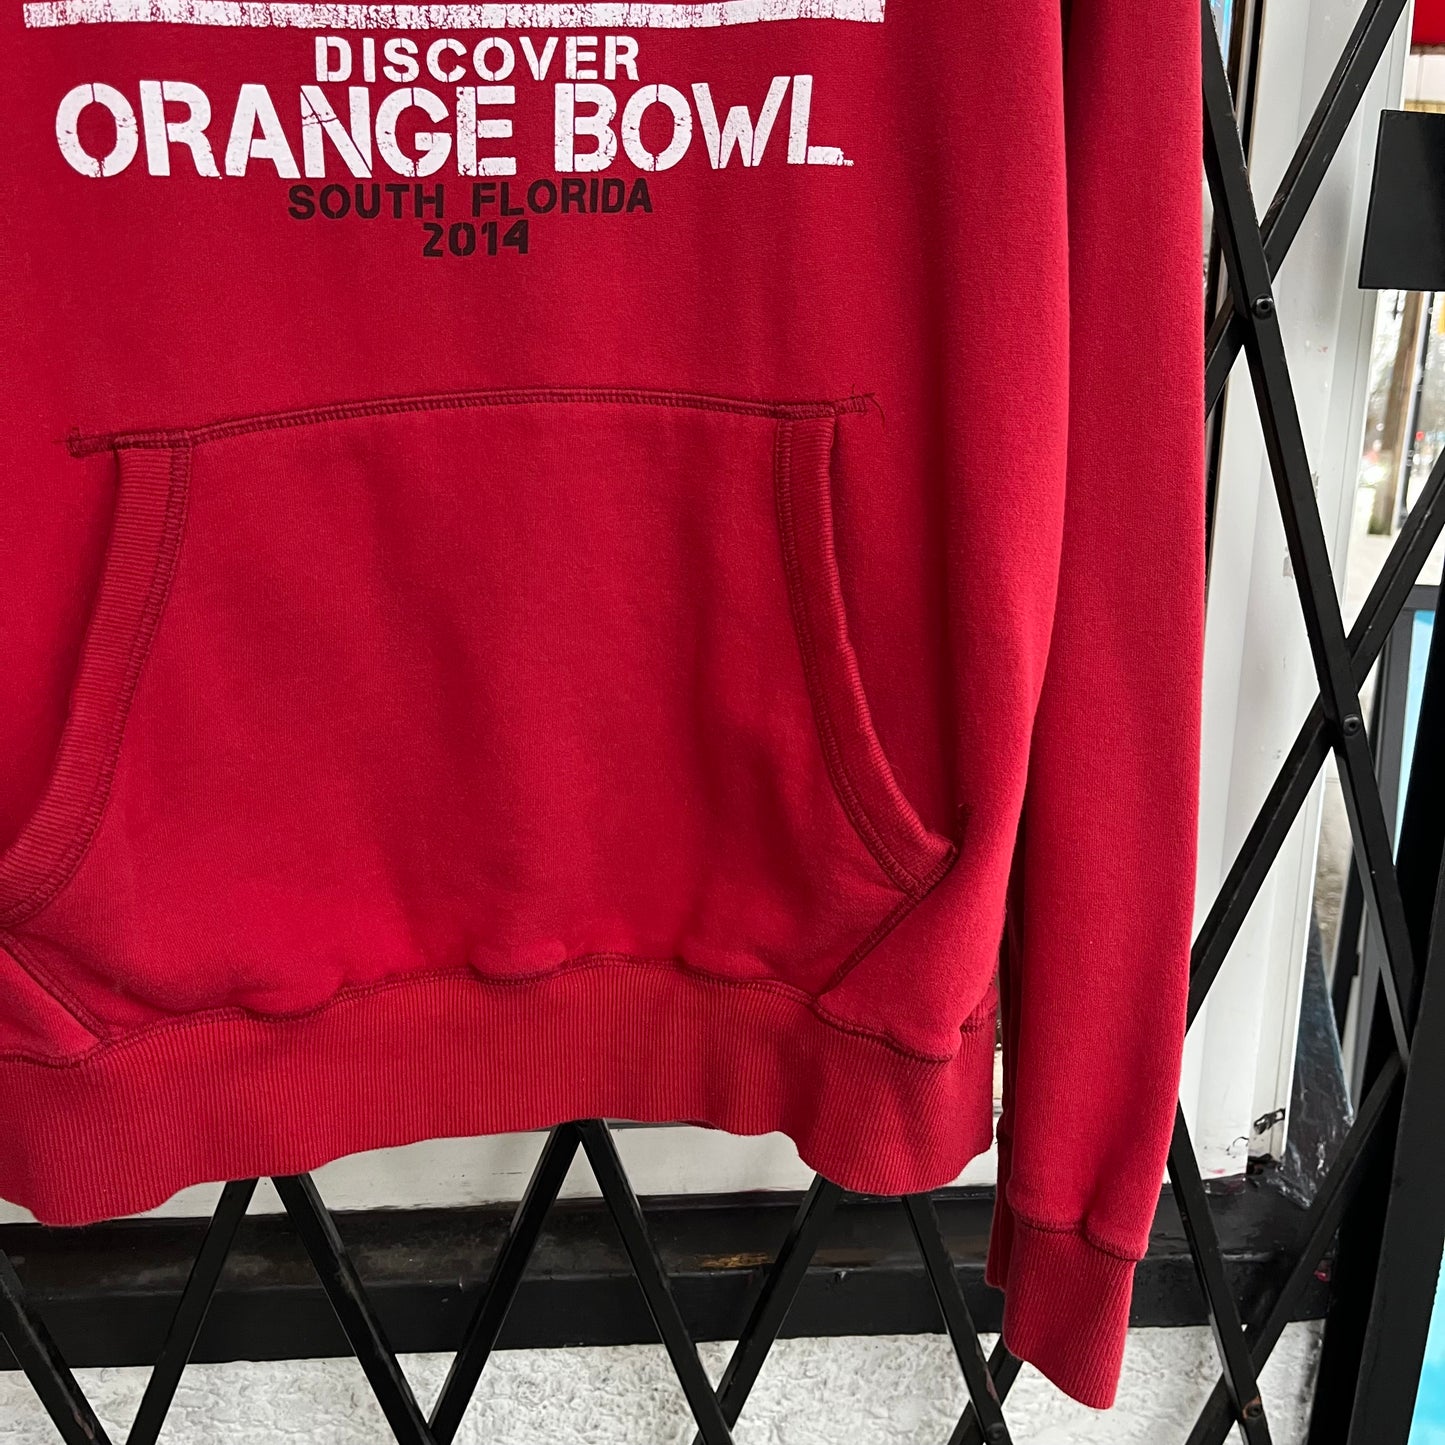 DISCOVER
ORANGE BOWL
SOUTH FLORIDA
2014